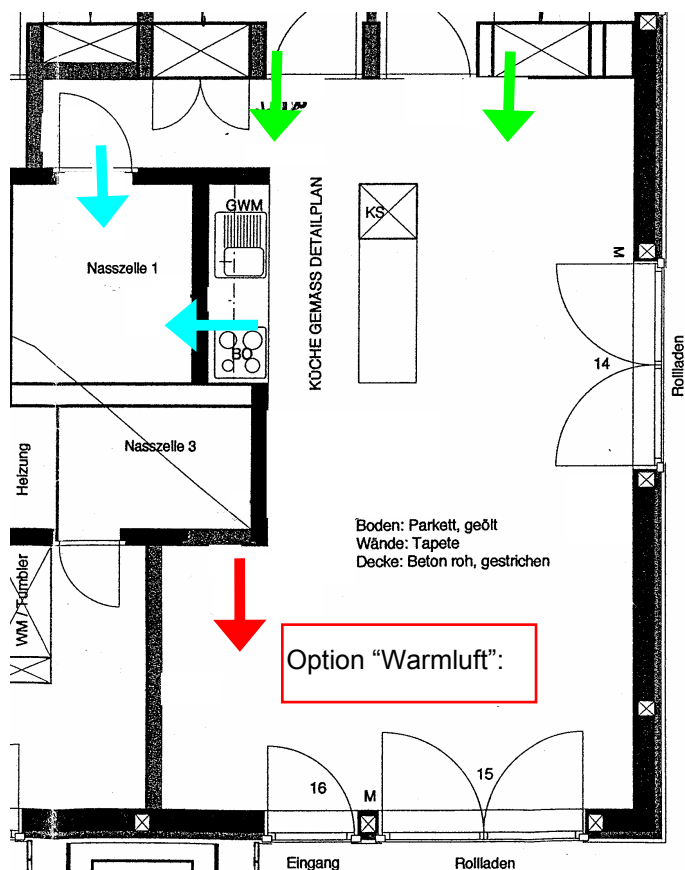 GWM
KS
KÜCHE GEMÄSS DETAILPLAN
M
Nasszelle 1
BO
14
Rollladen
Nasszelle 3
Heizung
Boden: Parkett, geölt
Wände: Tapete
Decke: Beton roh, gestrichen
WM / Tumbler
Option “Warmluft”:
16
M
15
Eingang
Rollladen